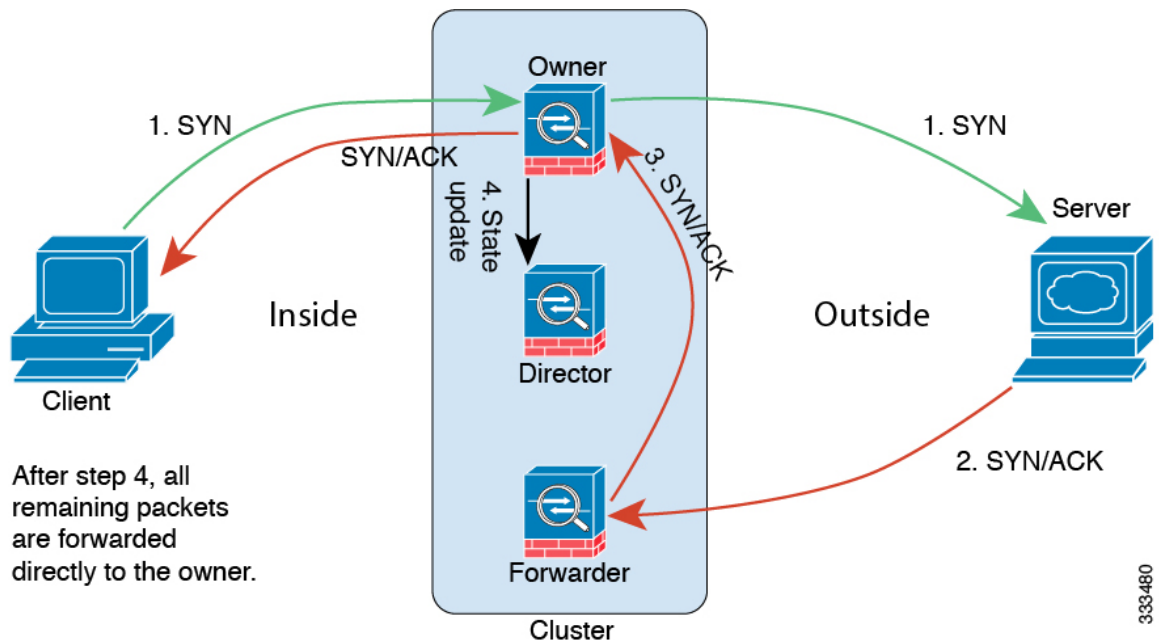 Owner
1. SYN
1. SYN
SYN/ACK
3. SYN/ACK
4. State
update
Server
Inside
Outside
Director
Client
2. SYN/ACK
After step 4, all
remaining packets
are forwarded
directly to the owner.
Forwarder
Cluster
333480